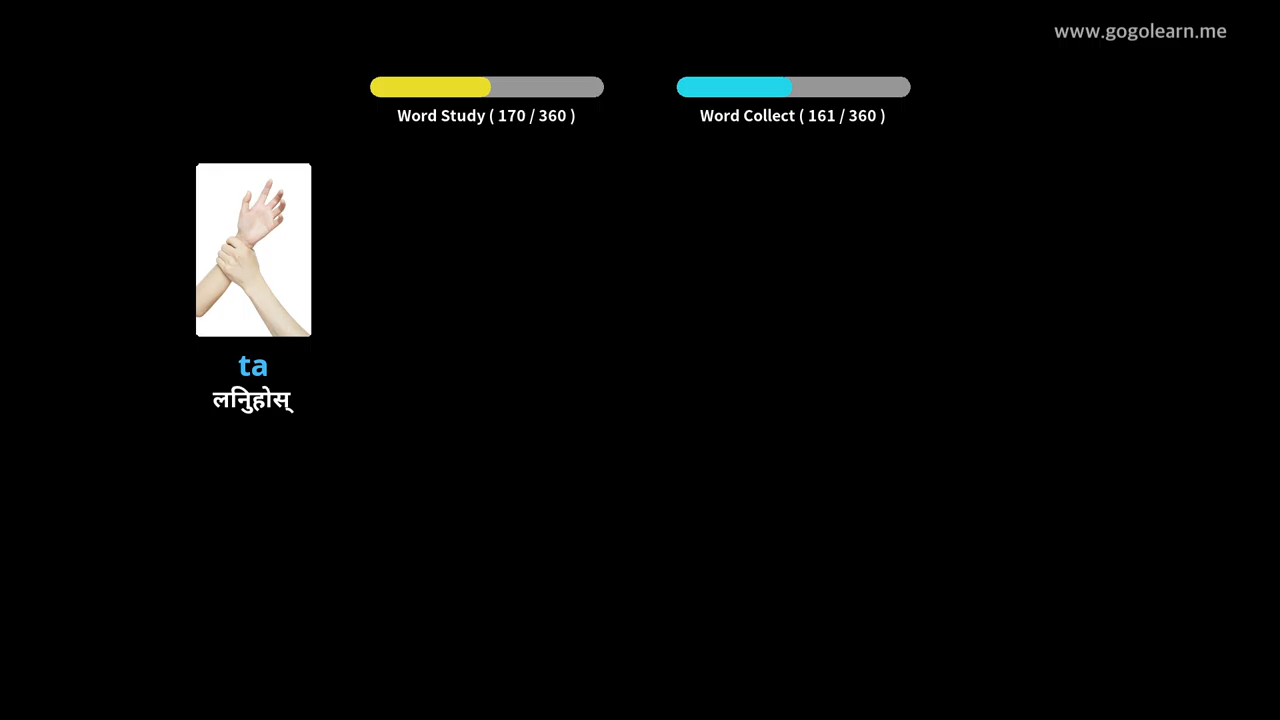 www.gogolearn.me
Word Study ( 170 / 360 )
Word Collect ( 161 / 360 )
ta
लनिुहोस्